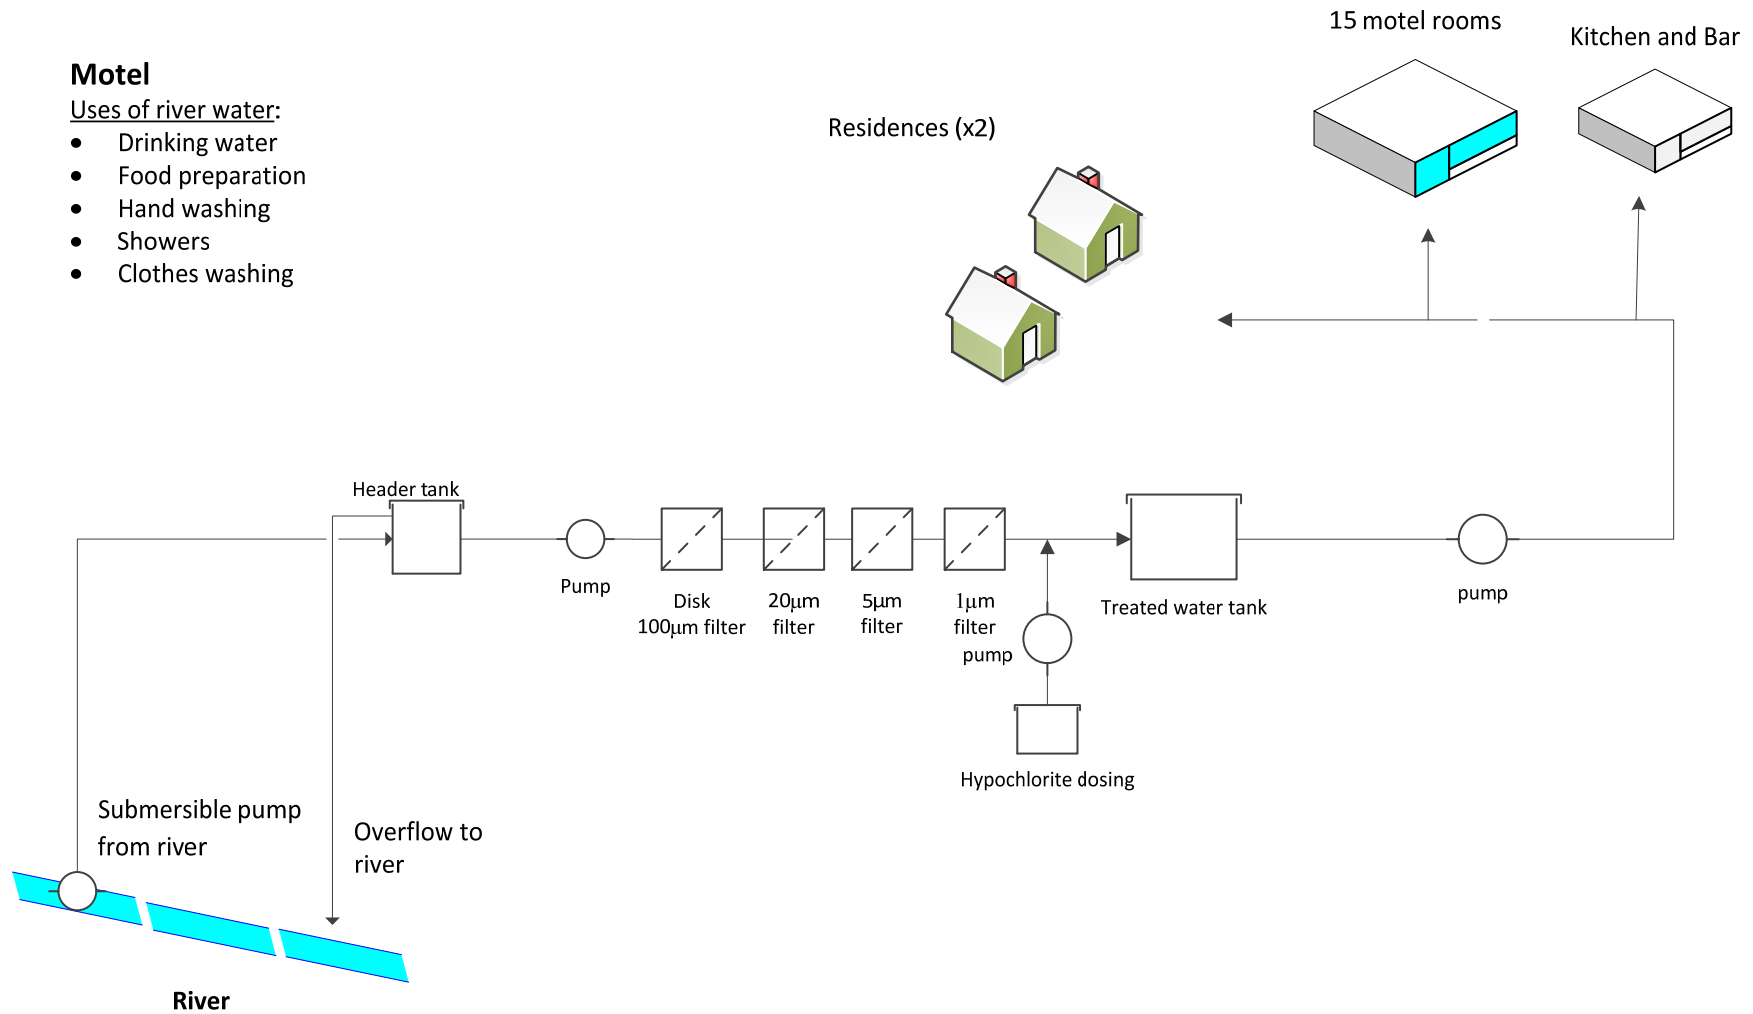 15 motel rooms
Kitchen and Bar
Motel
Uses of river water:
• Drinking water
• Food preparation
• Hand washing
• Showers
• Clothes washing
Residences (x2)
Header tank
Pump
Disk
100μm filter
20μm
filter
5μm
filter
1μm
filter
pump
Treated water tank
pump
Hypochlorite dosing
Submersible pump
from river
Overflow to
river
River